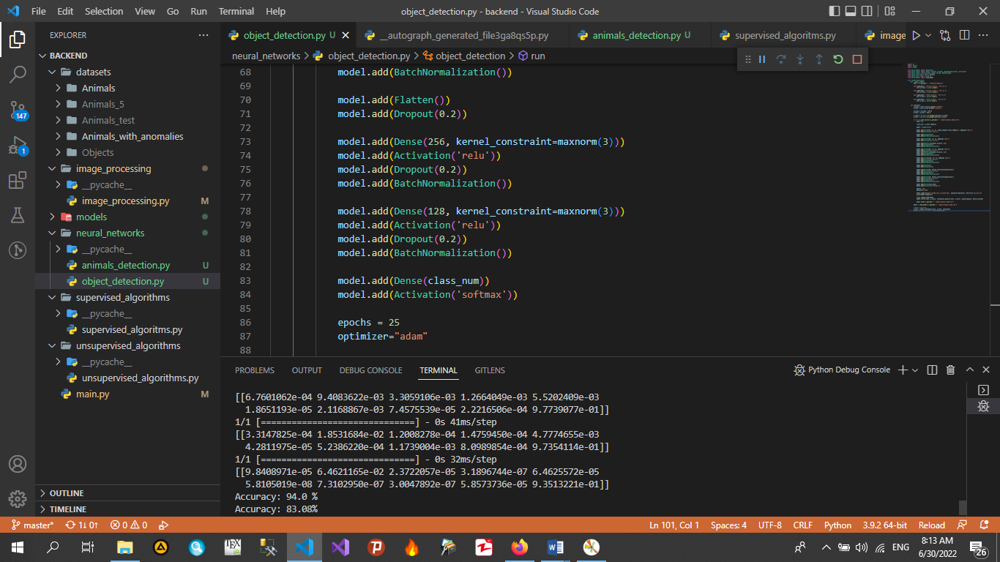 File Edit Selection View Go Run Terminal Help
object_detection.py - backend - Visual Studio Code
EXPLORER
BACKEND
datasets
Animals
Animals_5
Animals_test
Animals_with_anomalies
Objects
image_processing
__pycache__
image_processing.py M
models
neural_networks
__pycache__
animals_detection.py U
object_detection.py U
supervised_algorithms
__pycache__
supervised_algoritms.py
unsupervised_algorithms
__pycache__
unsupervised_algorithms.py
main.py M
OUTLINE
TIMELINE
147
1
object_detection.py U
__autograph_generated_file3ga8qs5p.py
animals_detection.py U
supervised_algoritms.py
image
neural_networks > object_detection.py > object_detection > run
68 model.add(BatchNormalization())
69
70 model.add(Flatten())
71 model.add(Dropout(0.2))
72
73 model.add(Dense(256, kernel_constraint=maxnorm(3)))
74 model.add(Activation('relu'))
75 model.add(Dropout(0.2))
76 model.add(BatchNormalization())
77
78 model.add(Dense(128, kernel_constraint=maxnorm(3)))
79 model.add(Activation('relu'))
80 model.add(Dropout(0.2))
81 model.add(BatchNormalization())
82
83 model.add(Dense(class_num))
84 model.add(Activation('softmax'))
85
86 epochs = 25
87 optimizer="adam"
88
PROBLEMS OUTPUT DEBUG CONSOLE TERMINAL GITLENS
Python Debug Console
[[6.7601062e-04 9.4083622e-03 3.3059106e-03 1.2664049e-03 5.5202409e-03
1.8651193e-05 2.1168867e-03 7.4575539e-05 2.2216506e-04 9.7739077e-01]]
1/1 [==============================] - 0s 41ms/step
[[3.3147825e-04 1.8531684e-02 1.2008278e-04 1.4759450e-04 4.7774655e-03
4.2811975e-05 5.2386220e-04 1.1739004e-03 8.0989854e-04 9.7354114e-01]]
1/1 [==============================] - 0s 32ms/step
[[9.8408971e-05 6.4621165e-02 2.3722057e-05 3.1896744e-07 6.4625572e-05
5.8105019e-08 7.3102950e-07 3.0047892e-07 5.8573736e-05 9.3513221e-01]]
Accuracy: 94.0 %
Accuracy: 83.08%
master* 1↓ 0↑ 0 0
Ln 101, Col 1 Spaces: 4 UTF-8 CRLF Python 3.9.2 64-bit Reload
ENG
8:13 AM
6/30/2022
26